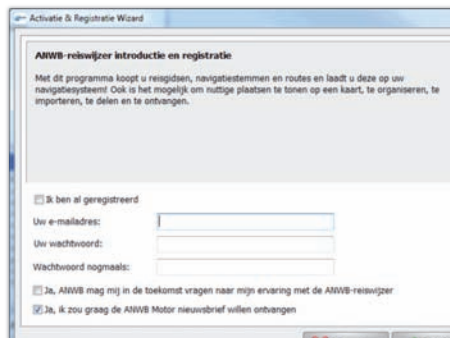 Activatie & Registratie Wizard
ANWB-reiswijzer introductie en registratie
Met dit programma koopt u reisgidsen, navigatiestemmen en routes en laadt u deze op uw
navigatiesysteem! Ook is het mogelijk om nuttige plaatsen te tonen op een kaart, te organiseren, te
importeren, te delen en te ontvangen.
Ik ben al geregistreerd
Uw e-mailadres:
Uw wachtwoord:
Wachtwoord nogmaals:
Ja, ANWB mag mij in de toekomst vragen naar mijn ervaring met de ANWB-reiswijzer
Ja, ik zou graag de ANWB Motor nieuwsbrief willen ontvangen